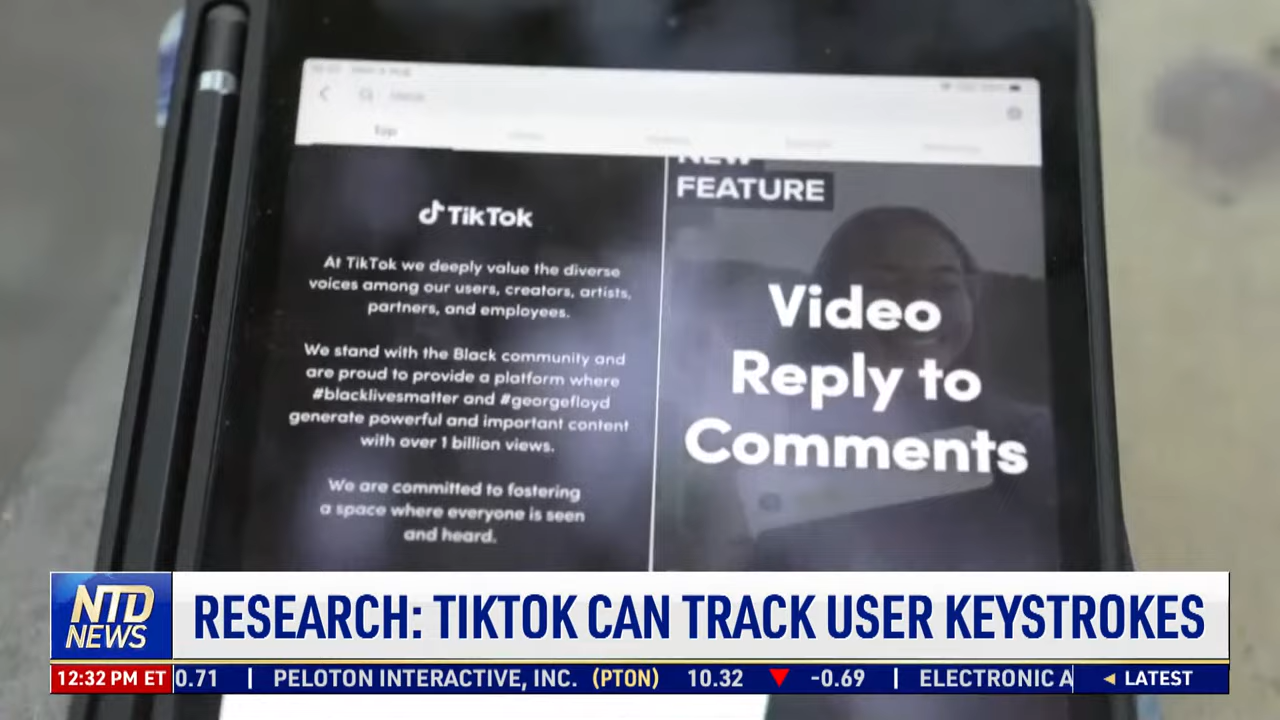 Top
TikTok
At TikTok we deeply value the diverse
voices among our users, creators, artists,
partners, and employees.
We stand with the Black community and
are proud to provide a platform where
#blacklivesmatter and #georgefloyd
generate powerful and important content
with over 1 billion views.
We are committed to fostering
a space where everyone is seen
and heard.
NEW
FEATURE
Video
Reply to
Comments
NTD
NEWS
RESEARCH: TIKTOK CAN TRACK USER KEYSTROKES
12:32 PM ET
0.71 | PELOTON INTERACTIVE, INC. (PTON) 10.32 ▼ -0.69 | ELECTRONIC A
◄ LATEST